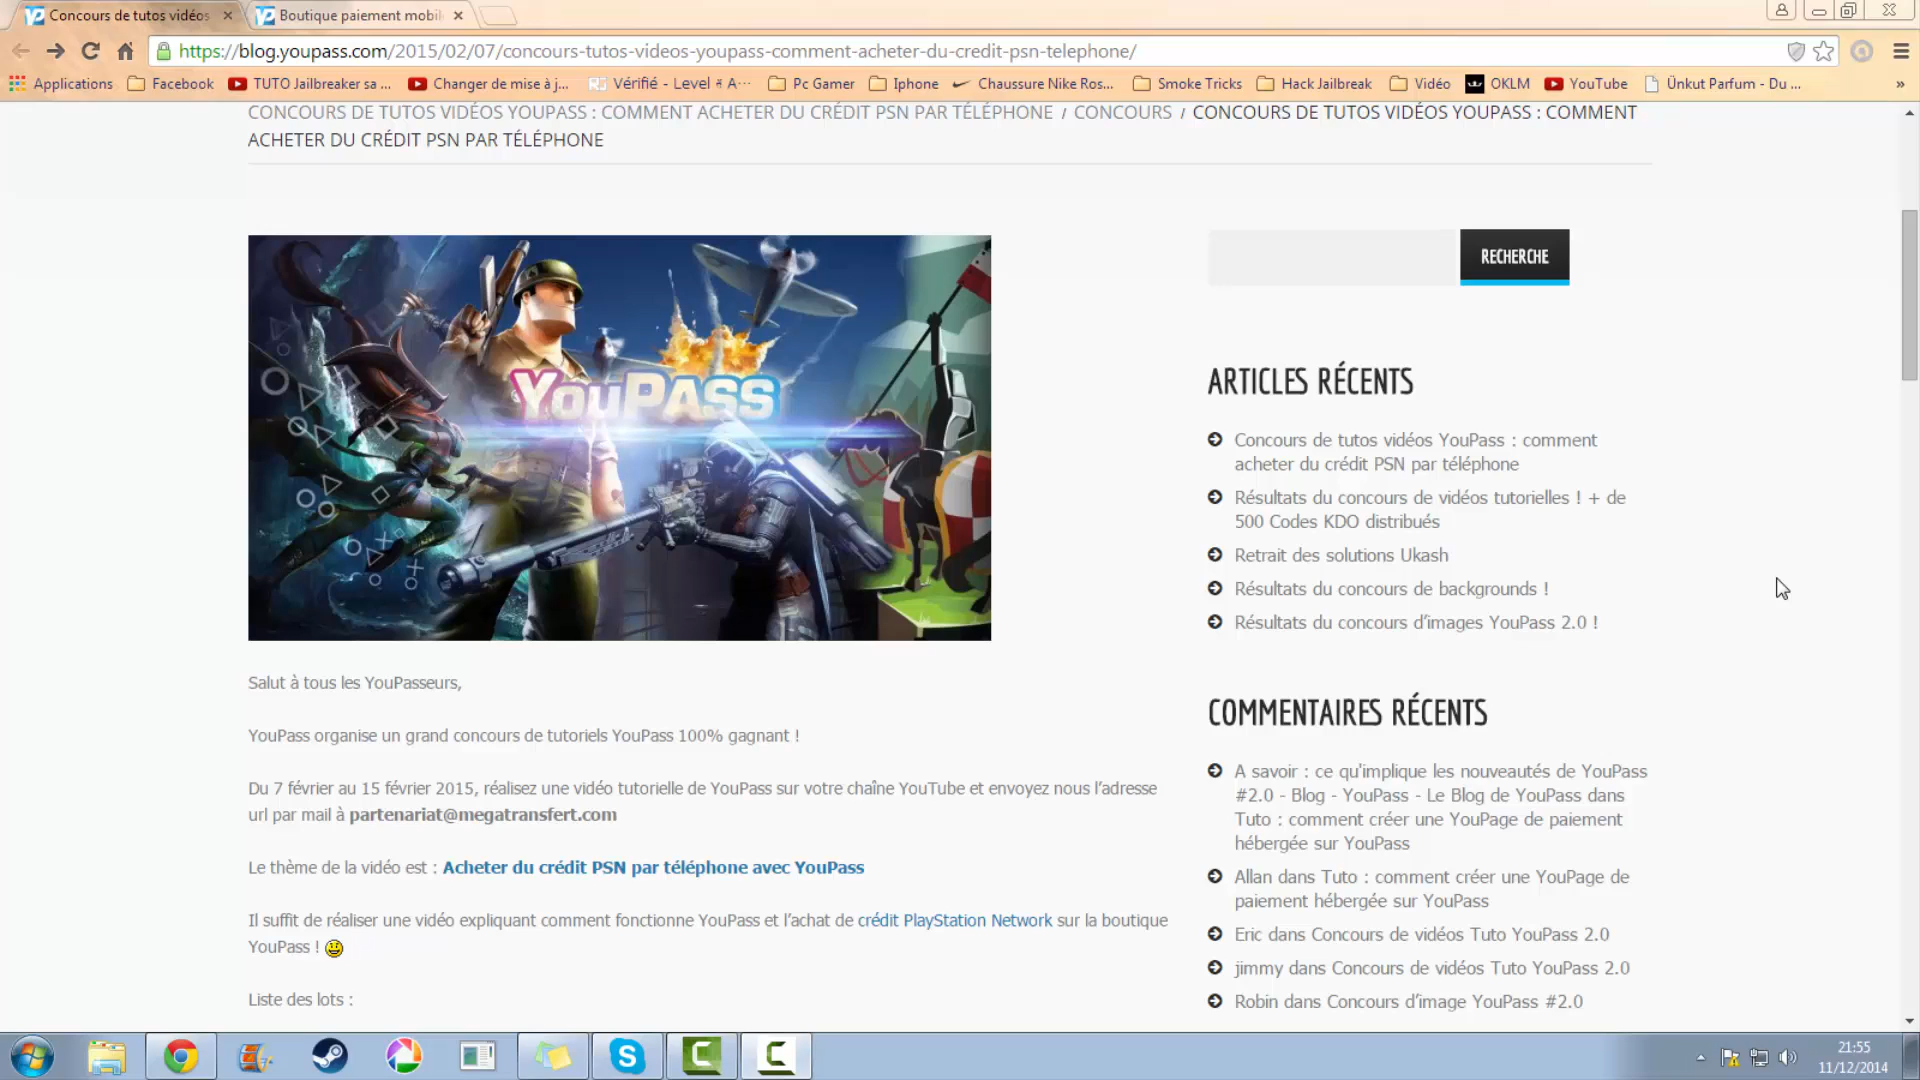 Concours de tutos vidéos
Boutique paiement mobil
https://blog.youpass.com/2015/02/07/concours-tutos-videos-youpass-comment-acheter-du-credit-psn-telephone/
Applications
Facebook
TUTO Jailbreaker sa ...
Changer de mise à j...
Pc Gamer
Iphone
Chaussure Nike Ros...
Smoke Tricks
Hack Jailbreak
Vidéo
OKLM
YouTube
Ünkut Parfum - Du ...
»
CONCOURS DE TUTOS VIDÉOS YOUPASS : COMMENT ACHETER DU CRÉDIT PSN PAR TÉLÉPHONE / CONCOURS / CONCOURS DE TUTOS VIDÉOS YOUPASS : COMMENT
ACHETER DU CRÉDIT PSN PAR TÉLÉPHONE
YouPASS
Salut à tous les YouPasseurs,
YouPass organise un grand concours de tutoriels YouPass 100% gagnant !
Du 7 février au 15 février 2015, réalisez une vidéo tutorielle de YouPass sur votre chaîne YouTube et envoyez nous l'adresse
url par mail à partenariat@megatransfert.com
Le thème de la vidéo est : Acheter du crédit PSN par téléphone avec YouPass
Il suffit de réaliser une vidéo expliquant comment fonctionne YouPass et l'achat de crédit PlayStation Network sur la boutique
YouPass !
Liste des lots :
RECHERCHE
ARTICLES RÉCENTS
Concours de tutos vidéos YouPass : comment
acheter du crédit PSN par téléphone
Résultats du concours de vidéos tutorielles ! + de
500 Codes KDO distribués
Retrait des solutions Ukash
Résultats du concours de backgrounds !
Résultats du concours d'images YouPass 2.0 !
COMMENTAIRES RÉCENTS
A savoir : ce qu'implique les nouveautés de YouPass
#2.0 - Blog - YouPass - Le Blog de YouPass dans
Tuto : comment créer une YouPage de paiement
hébergée sur YouPass
Allan dans Tuto : comment créer une YouPage de
paiement hébergée sur YouPass
Eric dans Concours de vidéos Tuto YouPass 2.0
jimmy dans Concours de vidéos Tuto YouPass 2.0
Robin dans Concours d'image YouPass #2.0
21:55
11/12/2014